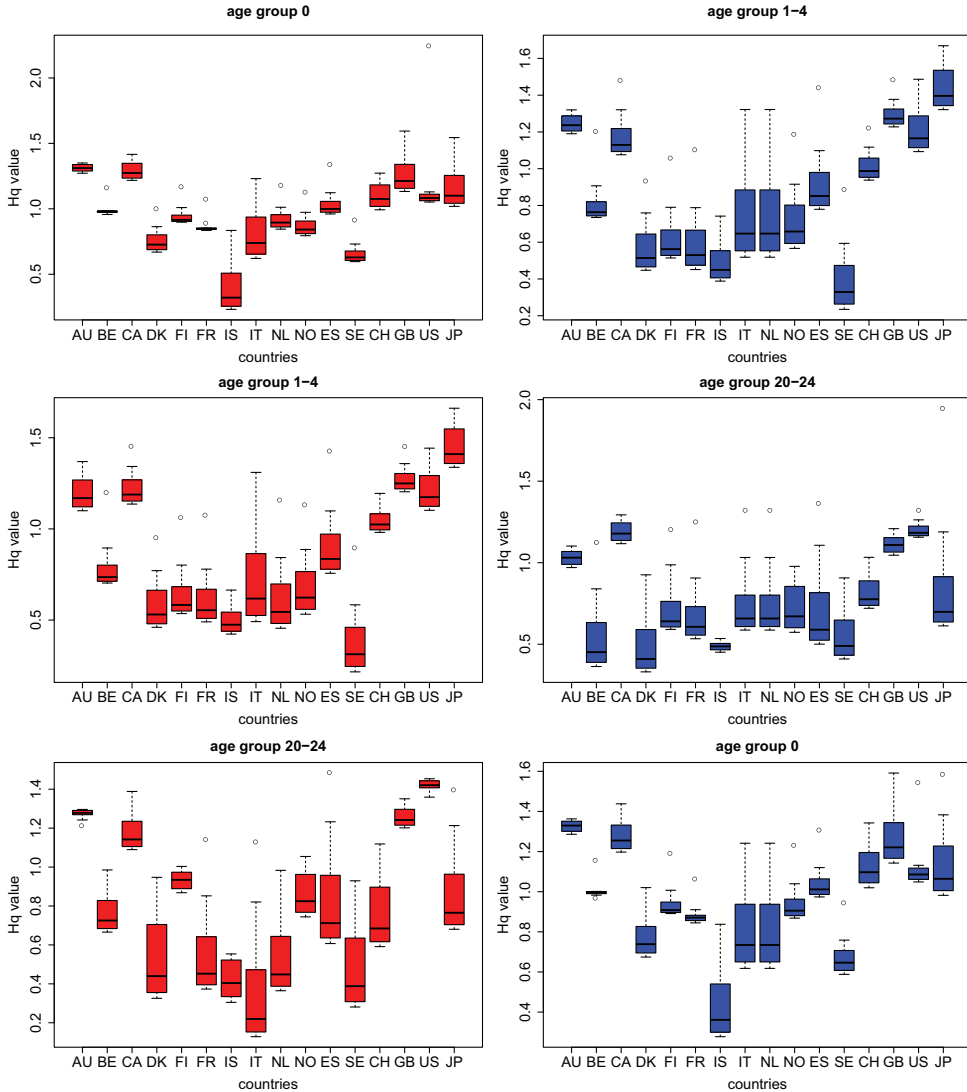 age group 0
Hq value
2.0
1.5
1.0
0.5
AU BE CA DK FI FR IS IT NL NO ES SE CH GB US JP
countries
age group 1−4
Hq value
1.6
1.4
1.2
1.0
0.8
0.6
0.4
0.2
AU BE CA DK FI FR IS IT NL NO ES SE CH GB US JP
countries
age group 1−4
Hq value
1.5
1.0
0.5
AU BE CA DK FI FR IS IT NL NO ES SE CH GB US JP
countries
age group 20−24
Hq value
2.0
1.5
1.0
0.5
AU BE CA DK FI FR IS IT NL NO ES SE CH GB US JP
countries
age group 20−24
Hq value
1.4
1.2
1.0
0.8
0.6
0.4
0.2
AU BE CA DK FI FR IS IT NL NO ES SE CH GB US JP
countries
age group 0
Hq value
1.6
1.4
1.2
1.0
0.8
0.6
0.4
AU BE CA DK FI FR IS IT NL NO ES SE CH GB US JP
countries